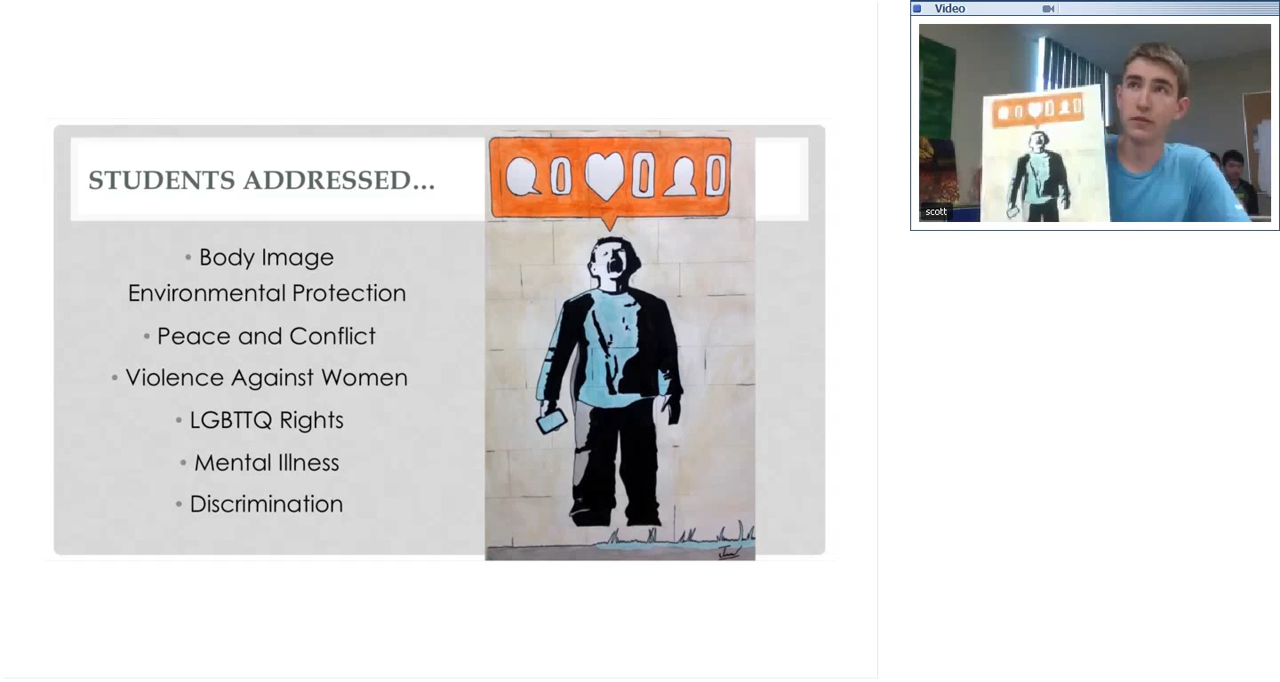 Video
STUDENTS ADDRESSED...
0 0 0
• Body Image
Environmental Protection
• Peace and Conflict
• Violence Against Women
• LGBTTQ Rights
• Mental Illness
• Discrimination
scott